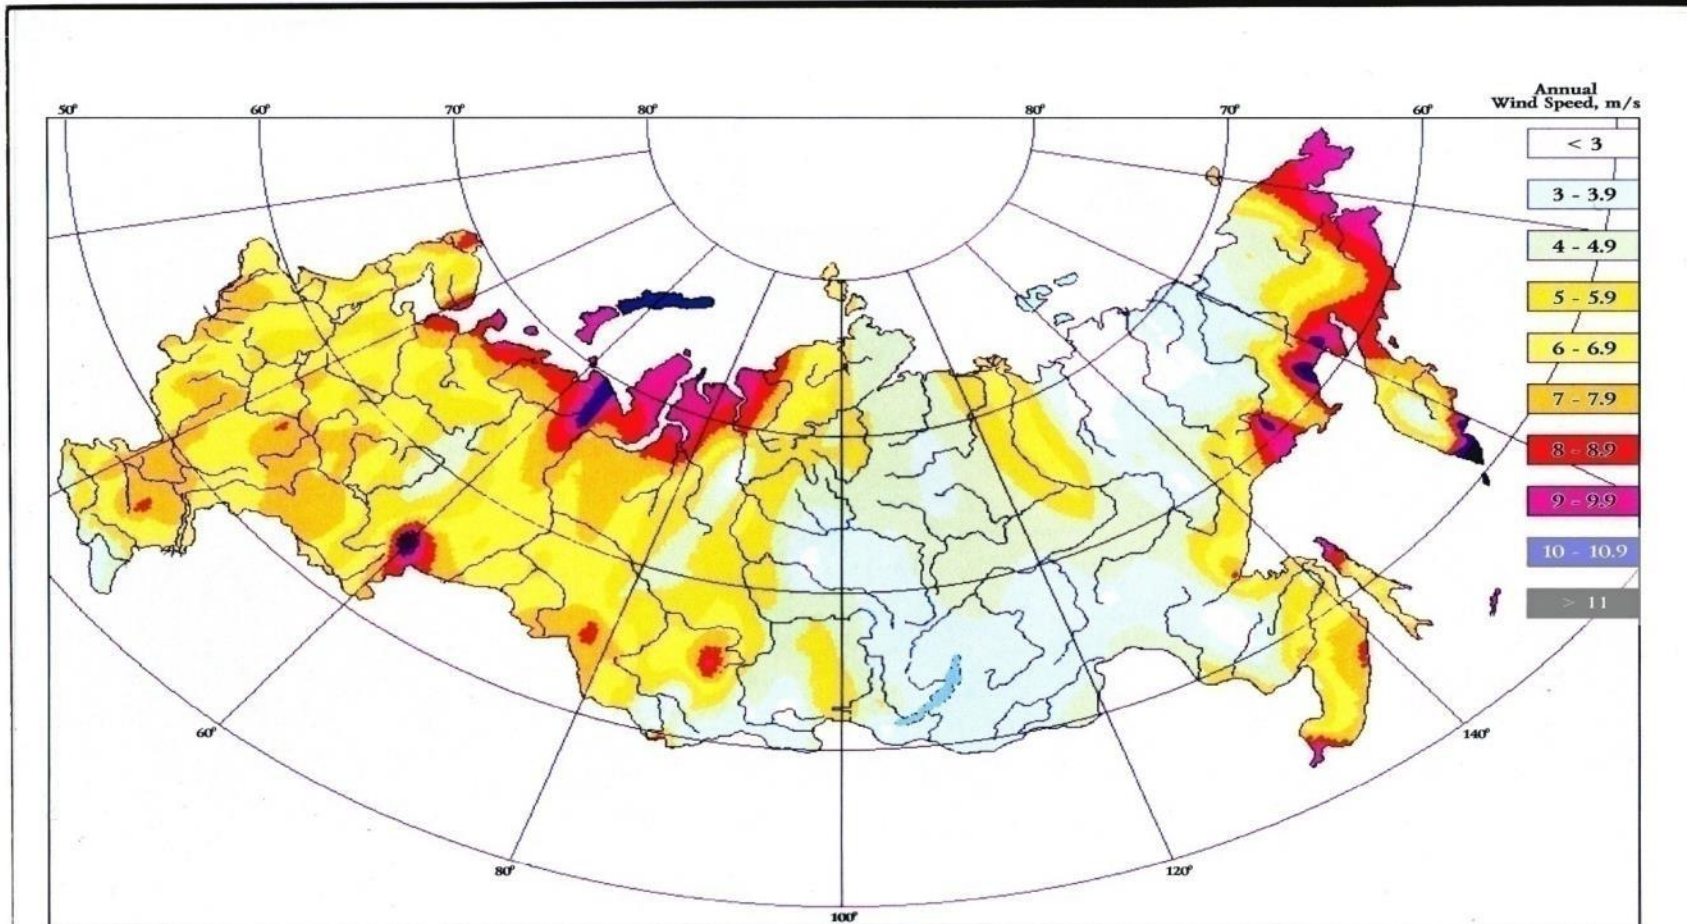 Annual
Wind Speed, m/s
50° 60° 70° 80° 80° 70° 60°
< 3
3 - 3.9
4 - 4.9
5 - 5.9
6 - 6.9
7 - 7.9
8 - 8.9
9 - 9.9
10 - 10.9
> 11
60° 140°
80° 120°
100°